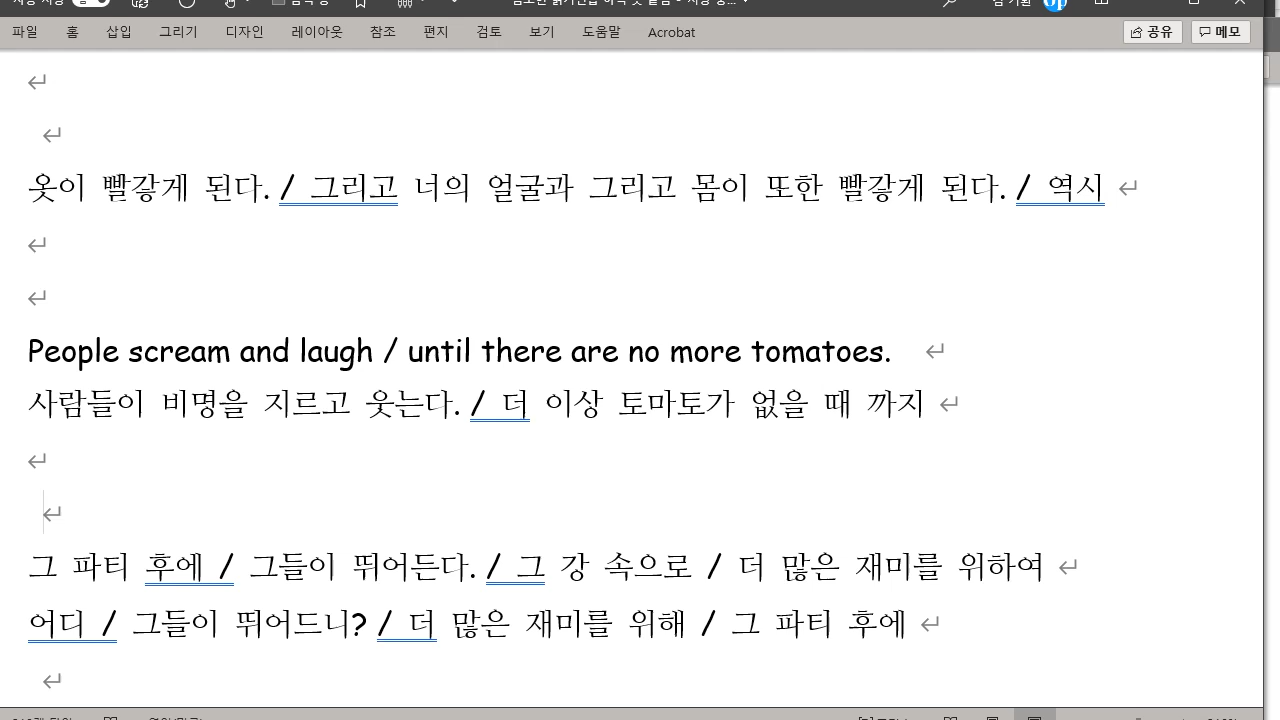 파일 홈 삽입 그리기 디자인 레이아웃 참조 편지 검토 보기 도움말 Acrobat 공유 메모
옷이 빨갛게 된다. / 그리고 너의 얼굴과 그리고 몸이 또한 빨갛게 된다. / 역시
People scream and laugh / until there are no more tomatoes.
사람들이 비명을 지르고 웃는다. / 더 이상 토마토가 없을 때 까지
그 파티 후에 / 그들이 뛰어든다. / 그 강 속으로 / 더 많은 재미를 위하여
어디 / 그들이 뛰어드니? / 더 많은 재미를 위해 / 그 파티 후에